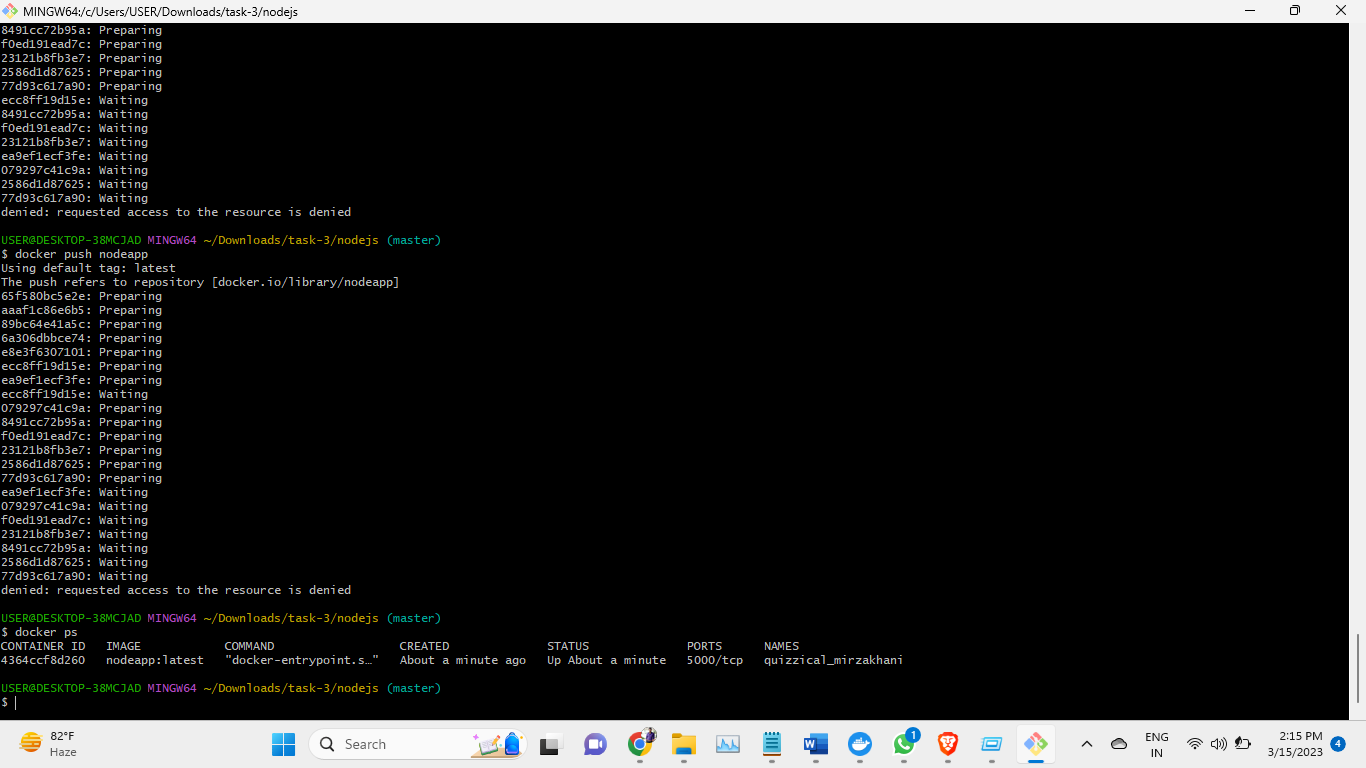 MINGW64:/c/Users/USER/Downloads/task-3/nodejs
8491cc72b95a: Preparing
f0ed191ead7c: Preparing
23121b8fb3e7: Preparing
2586d1d87625: Preparing
77d93c617a90: Preparing
ecc8ff19d15e: Waiting
8491cc72b95a: Waiting
f0ed191ead7c: Waiting
23121b8fb3e7: Waiting
ea9ef1ecf3fe: Waiting
079297c41c9a: Waiting
2586d1d87625: Waiting
77d93c617a90: Waiting
denied: requested access to the resource is denied
USER@DESKTOP-38MCJAD MINGW64 ~/Downloads/task-3/nodejs (master)
$ docker push nodeapp
Using default tag: latest
The push refers to repository [docker.io/library/nodeapp]
65f580bc5e2e: Preparing
aaaf1c86e6b5: Preparing
89bc64e41a5c: Preparing
6a306dbbce74: Preparing
e8e3f6307101: Preparing
ecc8ff19d15e: Preparing
ea9ef1ecf3fe: Preparing
ecc8ff19d15e: Waiting
079297c41c9a: Preparing
8491cc72b95a: Preparing
f0ed191ead7c: Preparing
23121b8fb3e7: Preparing
2586d1d87625: Preparing
77d93c617a90: Preparing
ea9ef1ecf3fe: Waiting
079297c41c9a: Waiting
f0ed191ead7c: Waiting
23121b8fb3e7: Waiting
8491cc72b95a: Waiting
2586d1d87625: Waiting
77d93c617a90: Waiting
denied: requested access to the resource is denied
USER@DESKTOP-38MCJAD MINGW64 ~/Downloads/task-3/nodejs (master)
$ docker ps
CONTAINER ID   IMAGE            COMMAND                  CREATED              STATUS              PORTS      NAMES
4364ccf8d260   nodeapp:latest   "docker-entrypoint.s…"   About a minute ago   Up About a minute   5000/tcp   quizzical_mirzakhani
USER@DESKTOP-38MCJAD MINGW64 ~/Downloads/task-3/nodejs (master)
$
82°F
Haze
Search
1
ENG
IN
2:15 PM
3/15/2023
4